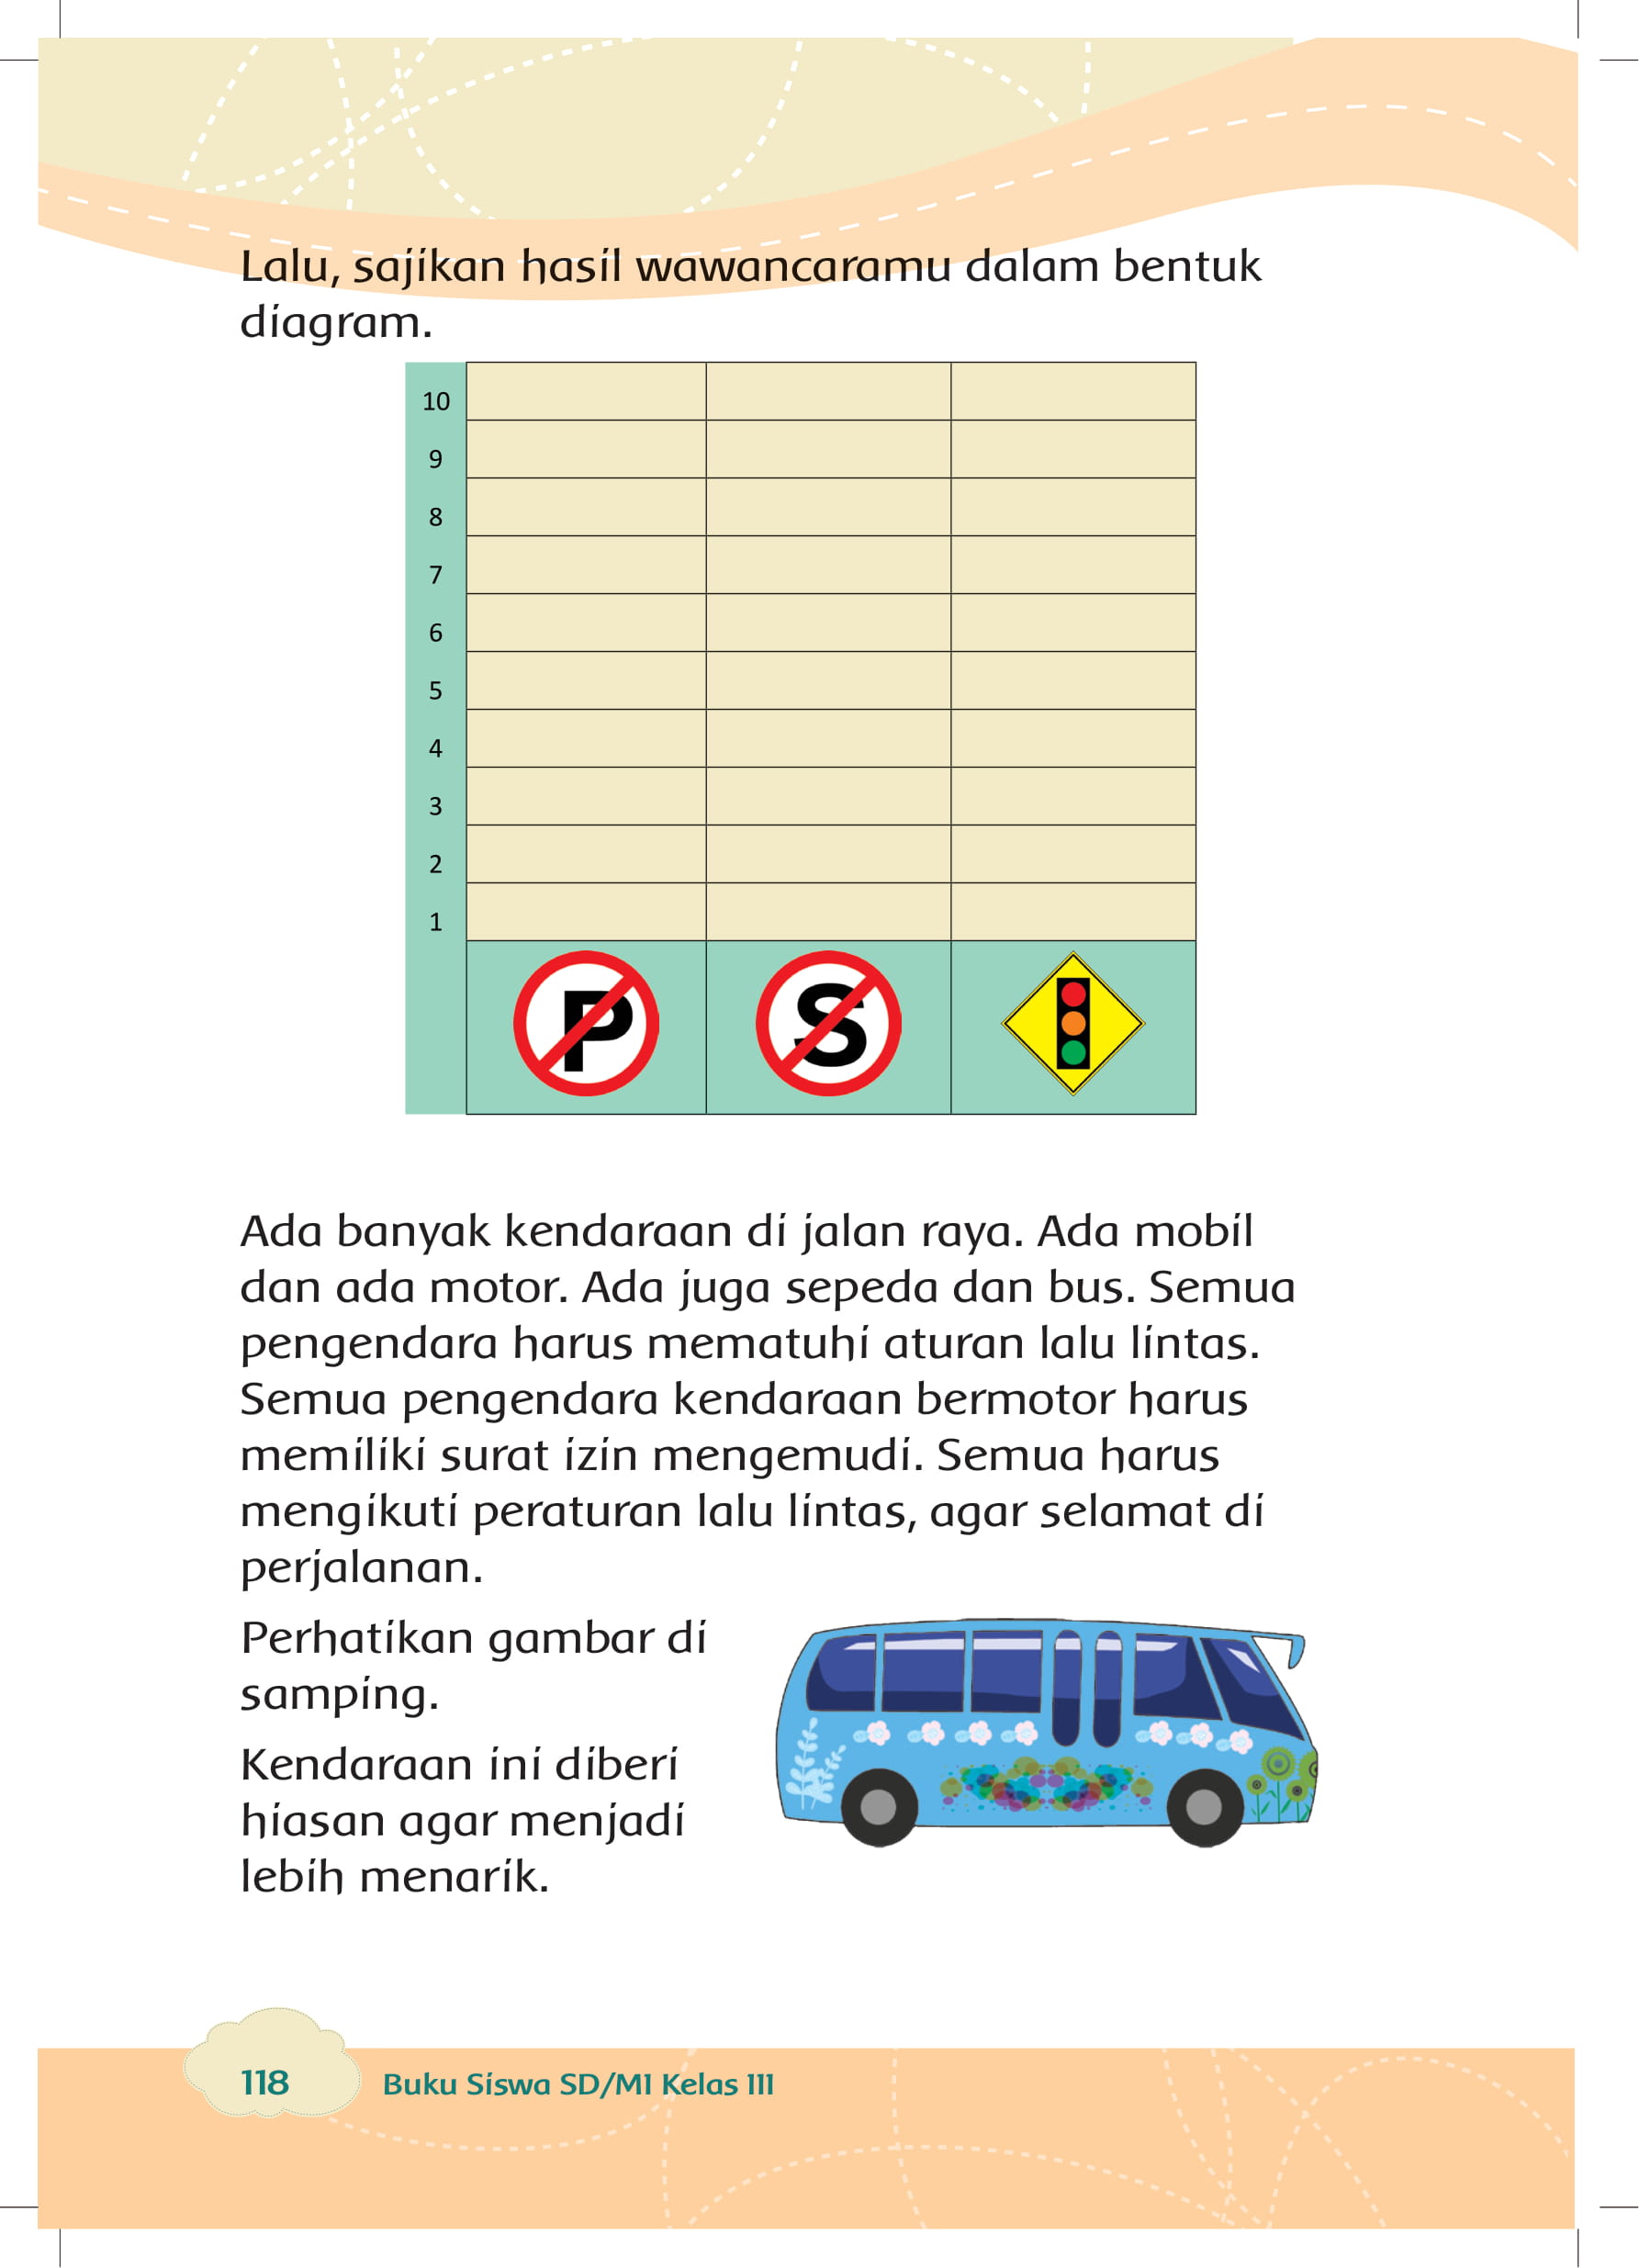 Lalu, sajikan hasil wawancaramu dalam bentuk
diagram.
10
9
8
7
6
5
4
3
2
1
P
S
Ada banyak kendaraan di jalan raya. Ada mobil
dan ada motor. Ada juga sepeda dan bus. Semua
pengendara harus mematuhi aturan lalu lintas.
Semua pengendara kendaraan bermotor harus
memiliki surat izin mengemudi. Semua harus
mengikuti peraturan lalu lintas, agar selamat di
perjalanan.
Perhatikan gambar di
samping.
Kendaraan ini diberi
hiasan agar menjadi
lebih menarik.
118
Buku Siswa SD/MI Kelas III